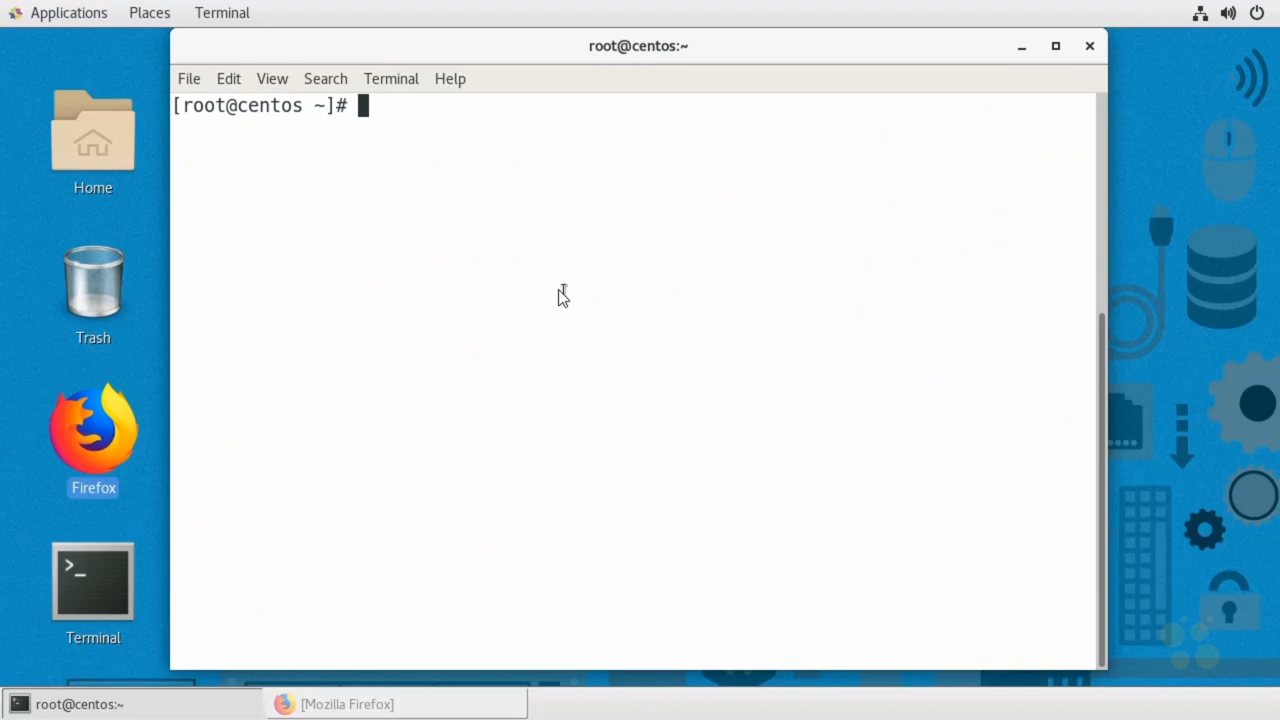 Applications Places Terminal
root@centos:~
File Edit View Search Terminal Help
[root@centos ~]#
Home
Trash
Firefox
>_
Terminal
root@centos:~ [Mozilla Firefox]